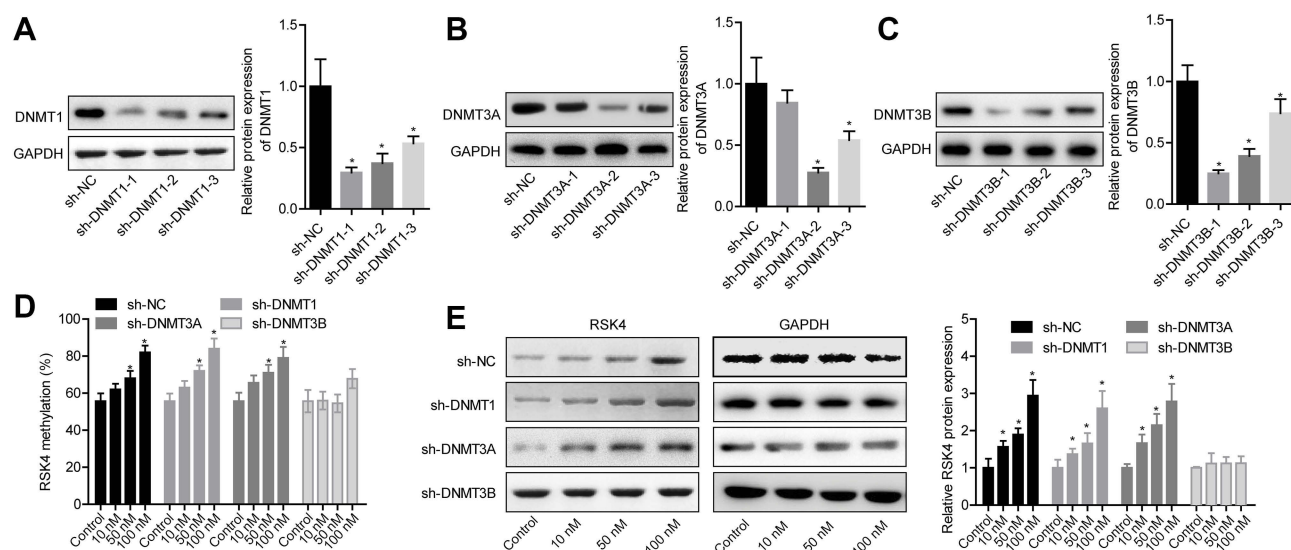 A
DNMT1
GAPDH
sh-NC
sh-DNMT1-1
sh-DNMT1-2
sh-DNMT1-3
Relative protein expression
of DNMT1
1.5
1.0
0.5
0.0
*
*
*
sh-NC
sh-DNMT1-1
sh-DNMT1-2
sh-DNMT1-3
B
DNMT3A
GAPDH
sh-NC
sh-DNMT3A-1
sh-DNMT3A-2
sh-DNMT3A-3
Relative protein expression
of DNMT3A
1.5
1.0
0.5
0.0
*
*
sh-NC
sh-DNMT3A-1
sh-DNMT3A-2
sh-DNMT3A-3
C
DNMT3B
GAPDH
sh-NC
sh-DNMT3B-1
sh-DNMT3B-2
sh-DNMT3B-3
Relative protein expression
of DNMT3B
1.5
1.0
0.5
0.0
*
*
*
sh-NC
sh-DNMT3B-1
sh-DNMT3B-2
sh-DNMT3B-3
D
sh-NC
sh-DNMT1
sh-DNMT3A
sh-DNMT3B
RSK4 methylation (%)
100
80
60
40
20
0
* *
* *
* *
Control
10 nM
50 nM
100 nM
Control
10 nM
50 nM
100 nM
Control
10 nM
50 nM
100 nM
Control
10 nM
50 nM
100 nM
E
RSK4
GAPDH
sh-NC
sh-DNMT1
sh-DNMT3A
sh-DNMT3B
Control
10 nM
50 nM
100 nM
Control
10 nM
50 nM
100 nM
sh-NC
sh-DNMT3A
sh-DNMT1
sh-DNMT3B
Relative RSK4 protein expression
5
4
3
2
1
0
* * *
* * *
* * *
Control
10 nM
50 nM
100 nM
Control
10 nM
50 nM
100 nM
Control
10 nM
50 nM
100 nM
Control
10 nM
50 nM
100 nM